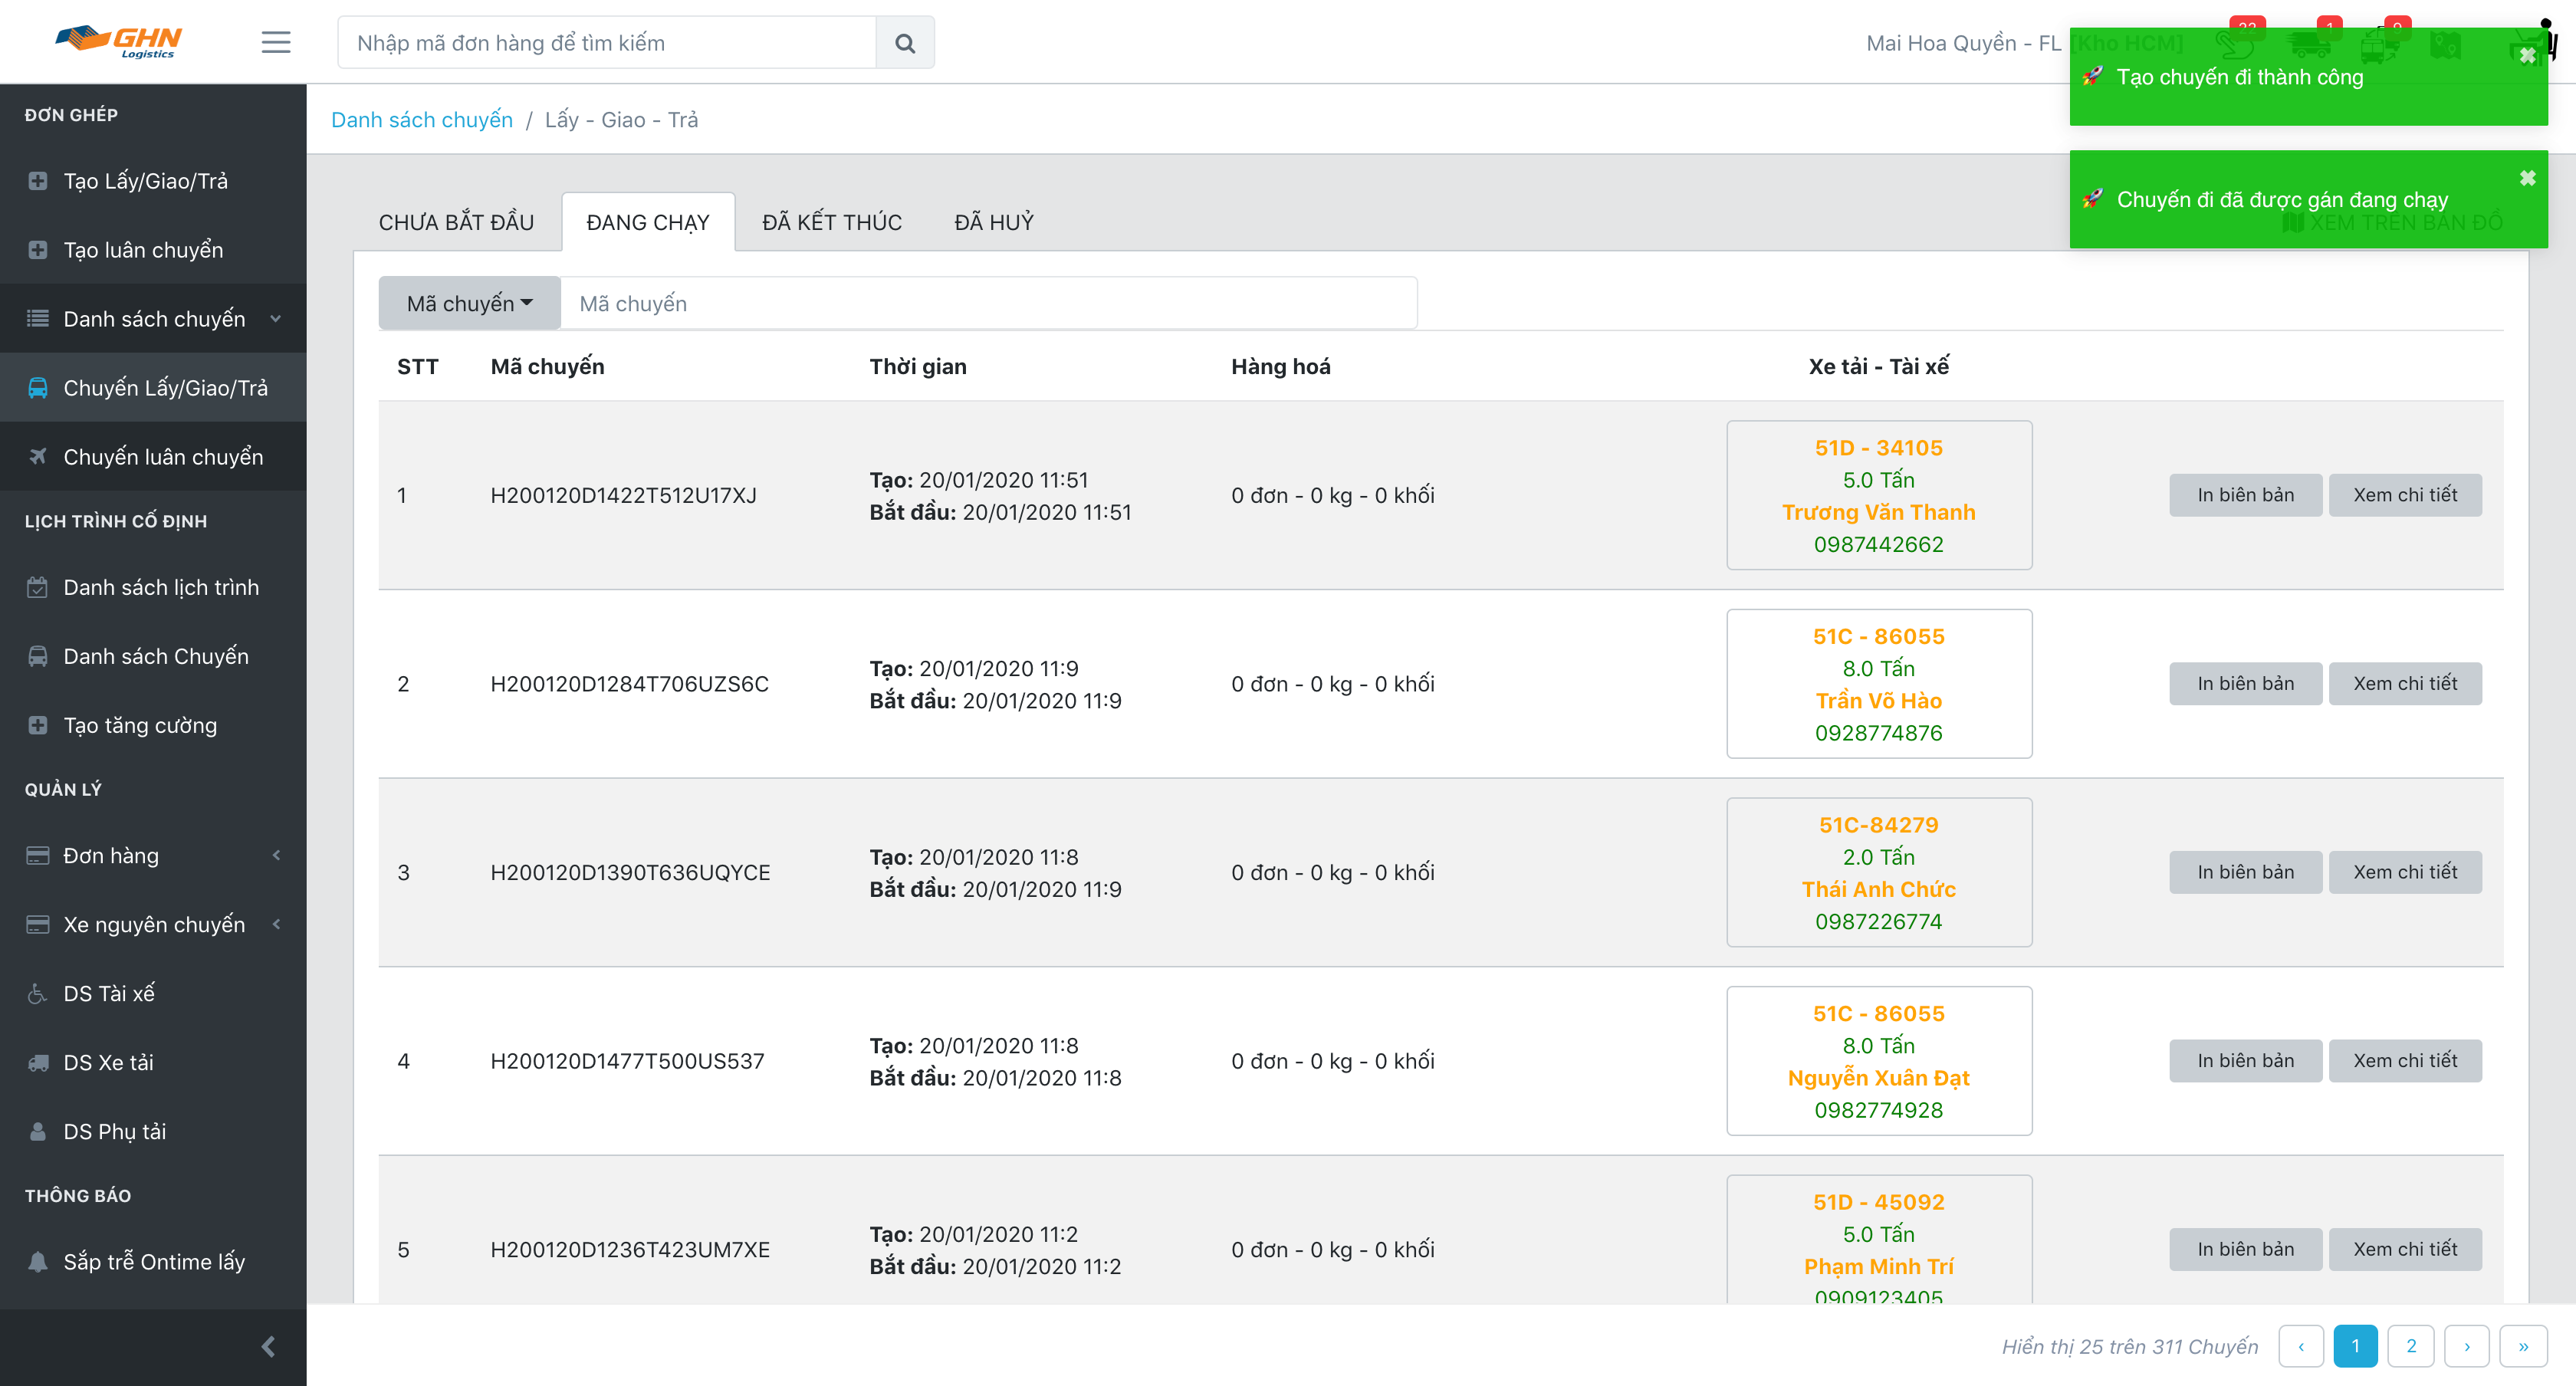 GHN
Logistics
Nhập mã đơn hàng để tìm kiếm
Mai Hoa Quyền - FL [Kho HCM]
22
1
9
Tạo chuyến đi thành công
Chuyến đi đã được gán đang chạy
XEM TRÊN BẢN ĐỒ
ĐƠN GHÉP
Tạo Lấy/Giao/Trả
Tạo luân chuyển
Danh sách chuyến
Chuyến Lấy/Giao/Trả
Chuyến luân chuyển
LỊCH TRÌNH CỐ ĐỊNH
Danh sách lịch trình
Danh sách Chuyến
Tạo tăng cường
QUẢN LÝ
Đơn hàng
Xe nguyên chuyến
DS Tài xế
DS Xe tải
DS Phụ tải
THÔNG BÁO
Sắp trễ Ontime lấy
Danh sách chuyến / Lấy - Giao - Trả
CHƯA BẮT ĐẦU
ĐANG CHẠY
ĐÃ KẾT THÚC
ĐÃ HUỶ
Mã chuyến
Mã chuyến
STT Mã chuyến Thời gian Hàng hoá Xe tải - Tài xế
1 H200120D1422T512U17XJ
Tạo: 20/01/2020 11:51
Bắt đầu: 20/01/2020 11:51
0 đơn - 0 kg - 0 khối
51D - 34105
5.0 Tấn
Trương Văn Thanh
0987442662
In biên bản Xem chi tiết
2 H200120D1284T706UZS6C
Tạo: 20/01/2020 11:9
Bắt đầu: 20/01/2020 11:9
0 đơn - 0 kg - 0 khối
51C - 86055
8.0 Tấn
Trần Võ Hào
0928774876
In biên bản Xem chi tiết
3 H200120D1390T636UQYCE
Tạo: 20/01/2020 11:8
Bắt đầu: 20/01/2020 11:9
0 đơn - 0 kg - 0 khối
51C-84279
2.0 Tấn
Thái Anh Chức
0987226774
In biên bản Xem chi tiết
4 H200120D1477T500US537
Tạo: 20/01/2020 11:8
Bắt đầu: 20/01/2020 11:8
0 đơn - 0 kg - 0 khối
51C - 86055
8.0 Tấn
Nguyễn Xuân Đạt
0982774928
In biên bản Xem chi tiết
5 H200120D1236T423UM7XE
Tạo: 20/01/2020 11:2
Bắt đầu: 20/01/2020 11:2
0 đơn - 0 kg - 0 khối
51D - 45092
5.0 Tấn
Phạm Minh Trí
0909123405
In biên bản Xem chi tiết
Hiển thị 25 trên 311 Chuyến ‹ 1 2 › »